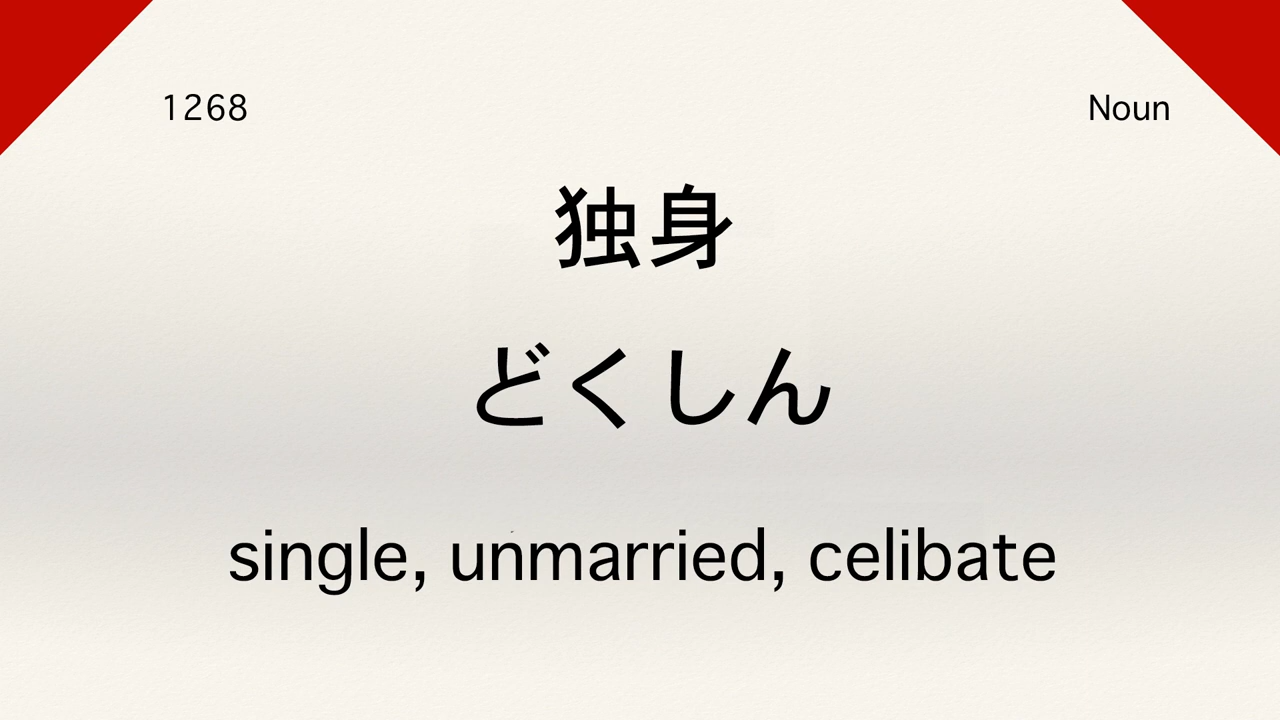 1268
Noun
独身
どくしん
single, unmarried, celibate